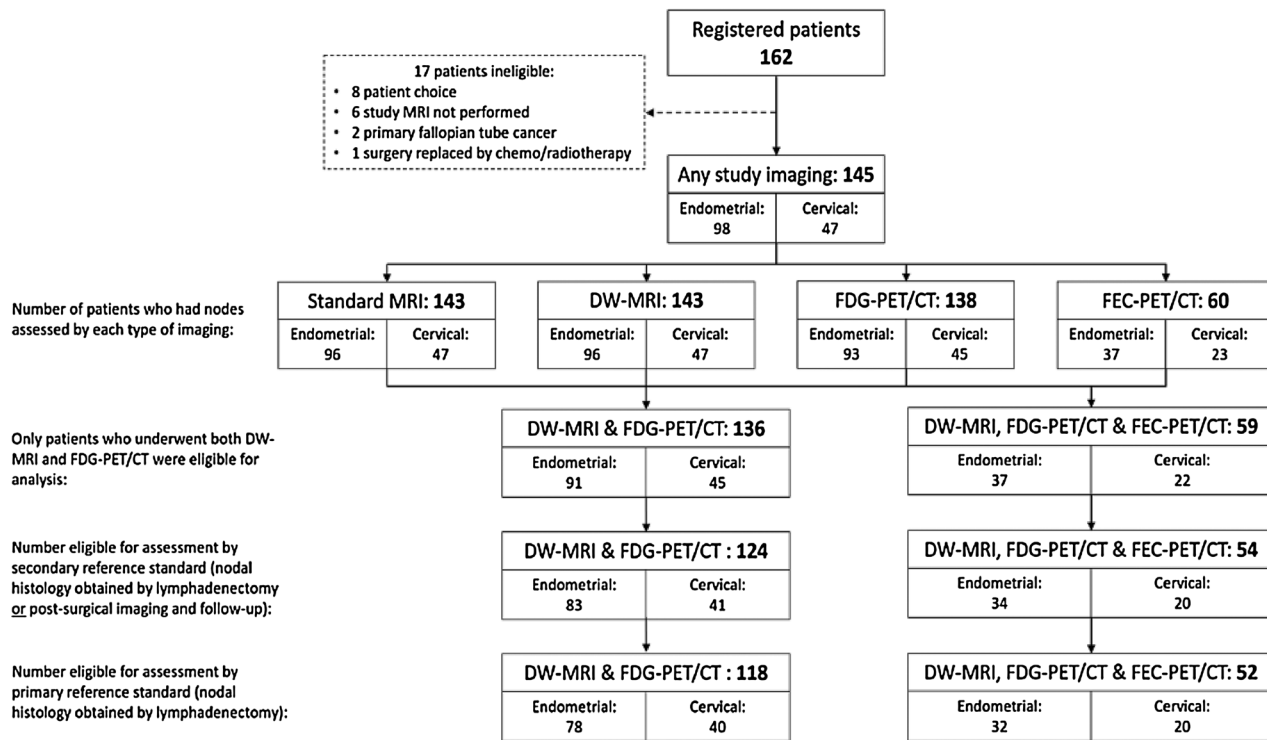 Registered patients
162
17 patients ineligible:
• 8 patient choice
• 6 study MRI not performed
• 2 primary fallopian tube cancer
• 1 surgery replaced by chemo/radiotherapy
Any study imaging: 145
Endometrial:
98
Cervical:
47
Number of patients who had nodes
assessed by each type of imaging:
Standard MRI: 143
Endometrial:
96
Cervical:
47
DW-MRI: 143
Endometrial:
96
Cervical:
47
FDG-PET/CT: 138
Endometrial:
93
Cervical:
45
FEC-PET/CT: 60
Endometrial:
37
Cervical:
23
Only patients who underwent both DW-
MRI and FDG-PET/CT were eligible for
analysis:
DW-MRI & FDG-PET/CT: 136
Endometrial:
91
Cervical:
45
DW-MRI, FDG-PET/CT & FEC-PET/CT: 59
Endometrial:
37
Cervical:
22
Number eligible for assessment by
secondary reference standard (nodal
histology obtained by lymphadenectomy
or post-surgical imaging and follow-up):
DW-MRI & FDG-PET/CT : 124
Endometrial:
83
Cervical:
41
DW-MRI, FDG-PET/CT & FEC-PET/CT: 54
Endometrial:
34
Cervical:
20
Number eligible for assessment by
primary reference standard (nodal
histology obtained by lymphadenectomy):
DW-MRI & FDG-PET/CT : 118
Endometrial:
78
Cervical:
40
DW-MRI, FDG-PET/CT & FEC-PET/CT: 52
Endometrial:
32
Cervical:
20